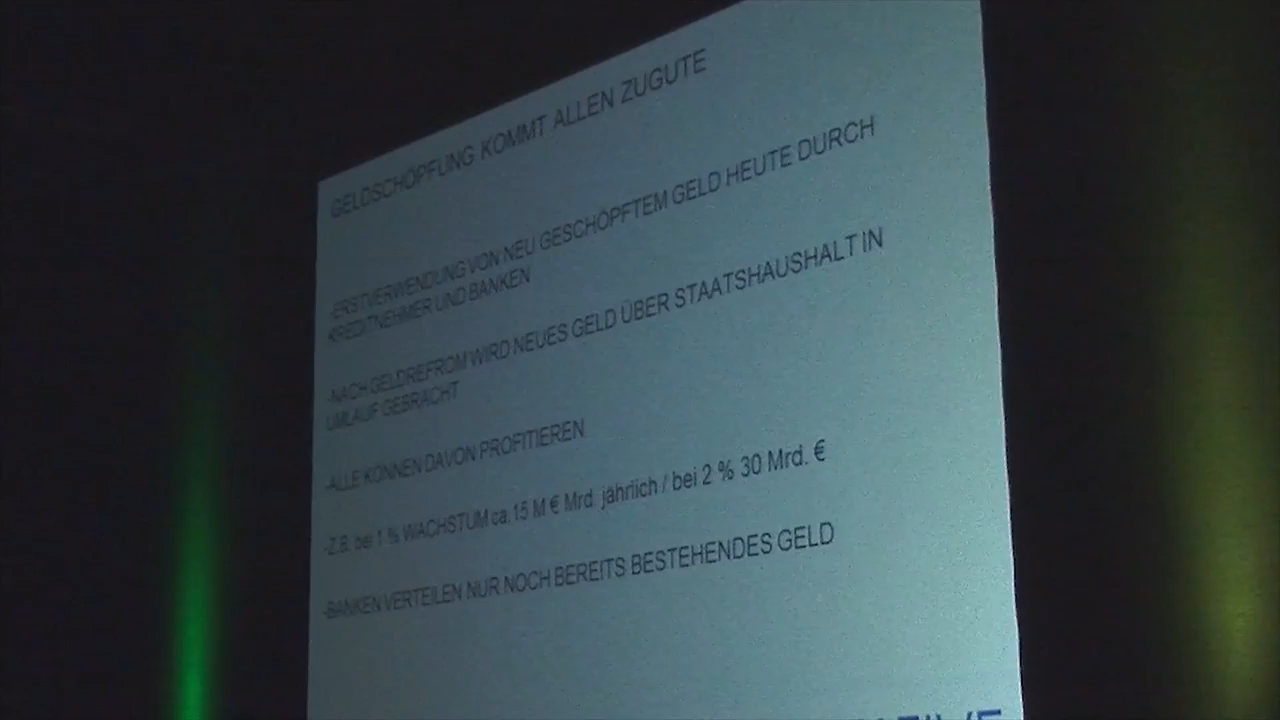 GELDSCHÖPFUNG KOMMT ALLEN ZUGUTE
-ERSTVERWENDUNG VON NEU GESCHÖPFTEM GELD HEUTE DURCH
KREDITNEHMER UND BANKEN
-NACH GELDREFROM WIRD NEUES GELD ÜBER STAATSHAUSHALT IN
UMLAUF GEBRACHT
-ALLE KÖNNEN DAVON PROFITIEREN
-Z.B. bei 1 % WACHSTUM ca.15 M € Mrd. jährlich / bei 2 % 30 Mrd. €
-BANKEN VERTEILEN NUR NOCH BEREITS BESTEHENDES GELD